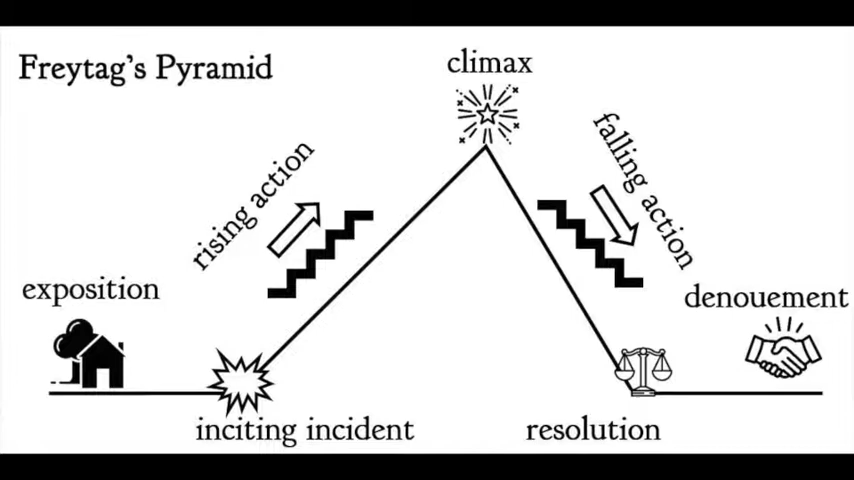 Freytag's Pyramid
climax
rising action
falling action
exposition
denouement
inciting incident
resolution